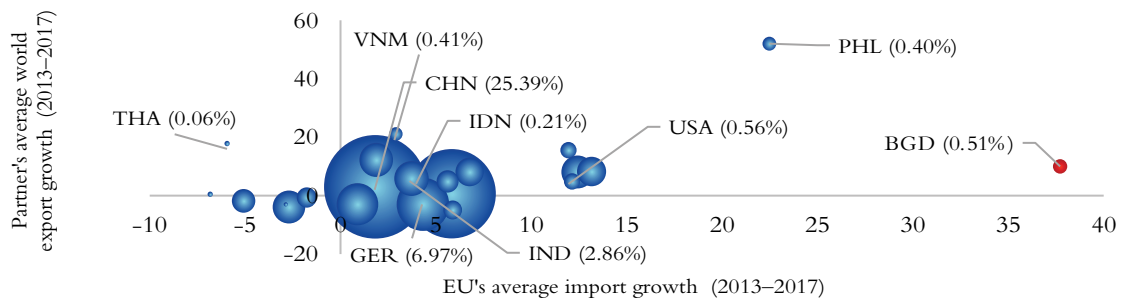 Partner's average world
export growth (2013–2017)
60
40
20
0
−20
VNM (0.41%)
PHL (0.40%)
CHN (25.39%)
THA (0.06%)
IDN (0.21%)
USA (0.56%)
BGD (0.51%)
−10
−5
0
5
10
15
20
25
30
35
40
GER (6.97%)
IND (2.86%)
EU's average import growth (2013–2017)